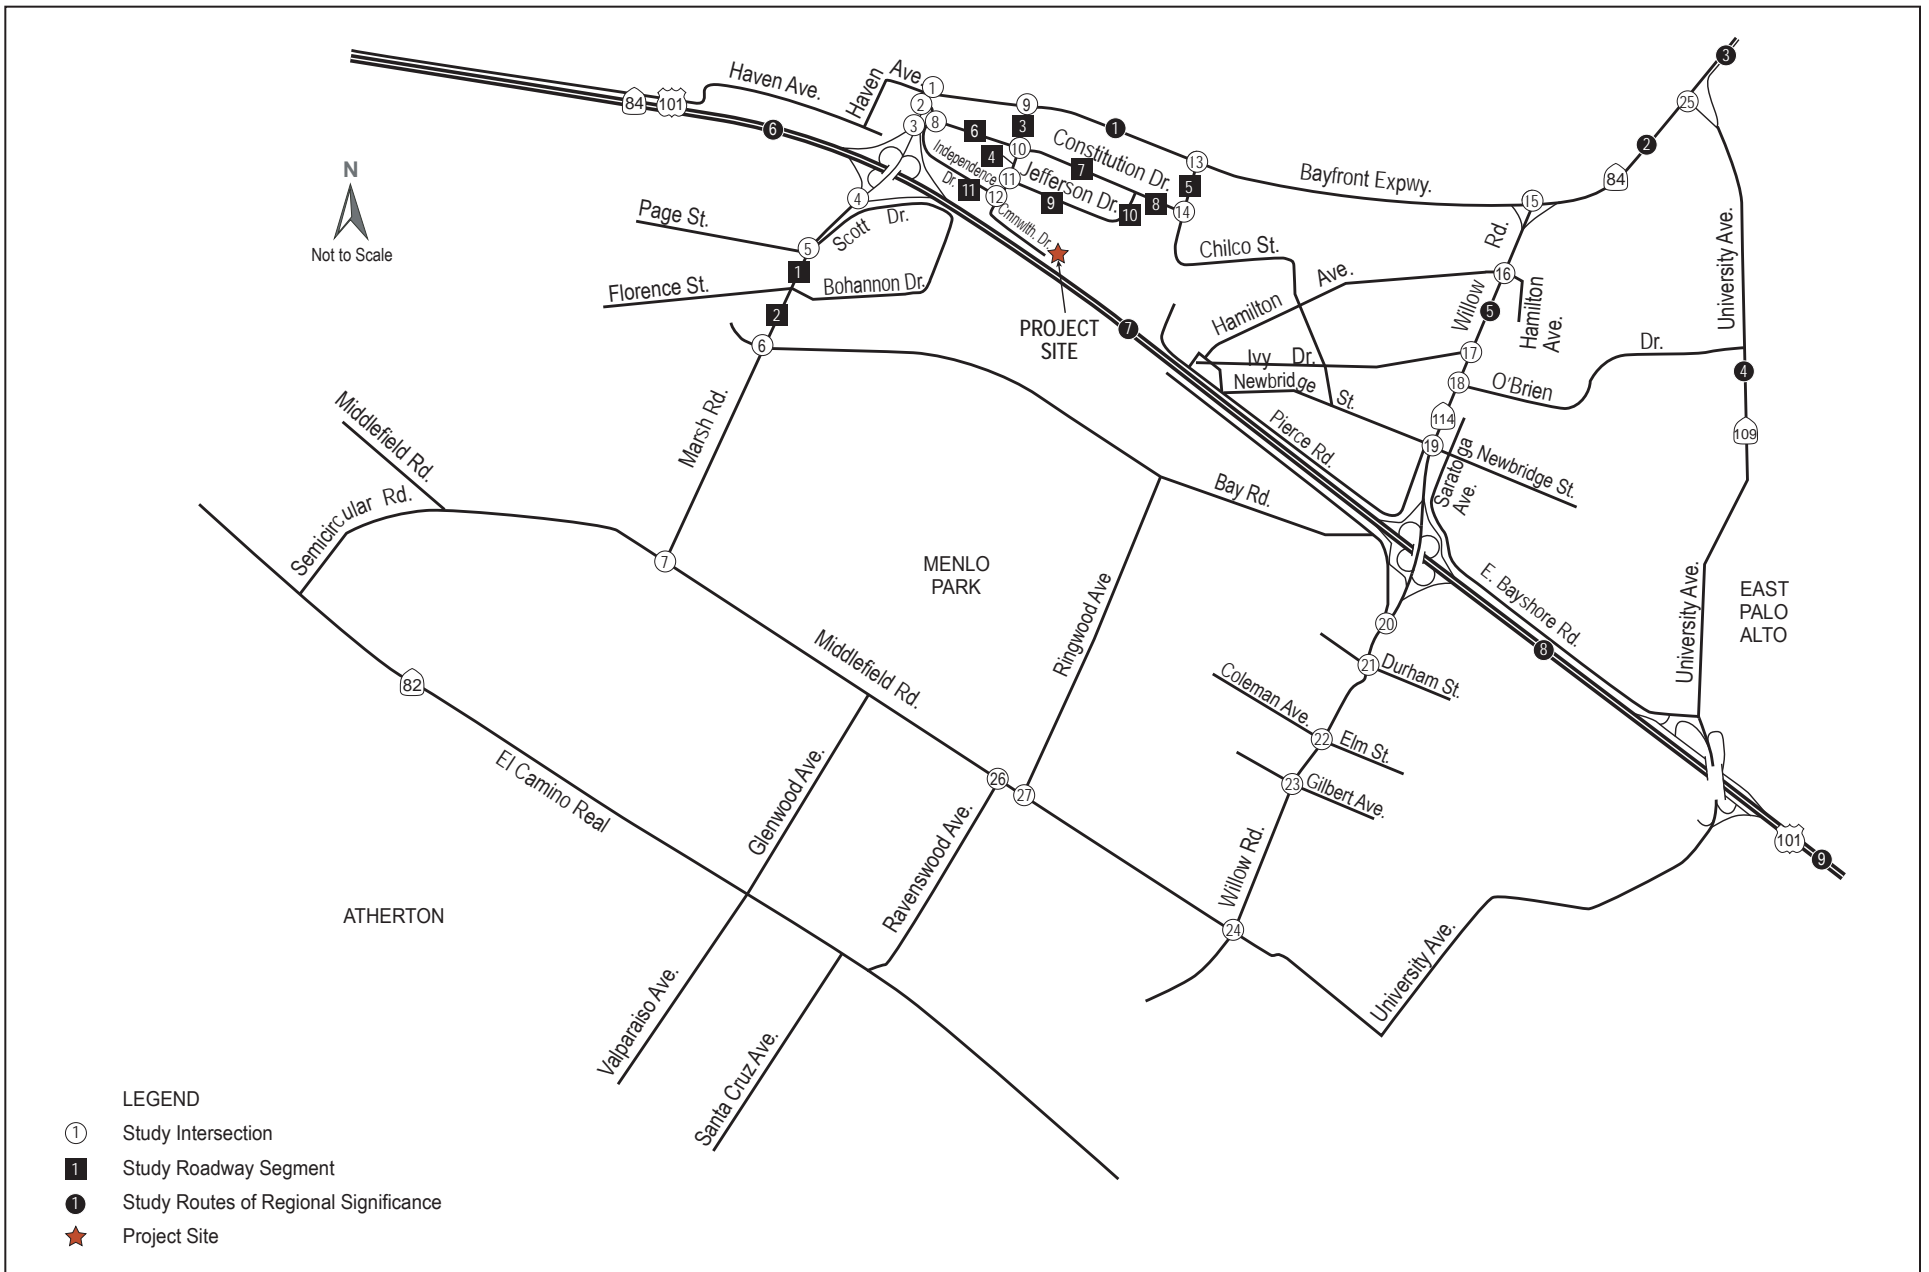 3
84
101
Haven Ave.
Haven
Ave.
1
2
3
8
9
25
6
6
3
1
2
10
4
Constitution Dr.
7
13
Independence
Dr.
11
11
Jefferson Dr.
9
5
8
10
14
12
Cmnwlth. Dr.
Bayfront Expwy.
84
15
N
Not to Scale
Page St.
4
5
Scott Dr.
1
Florence St.
Bohannon Dr.
2
6
Chilco St.
PROJECT
SITE
7
Hamilton Ave.
Willow Rd.
16
5
Hamilton
Ave.
University Ave.
Ivy Dr.
17
Newbridge St.
18
O'Brien Dr.
4
114
109
Pierce Rd.
19
Saratoga
Ave.
Newbridge St.
Middlefield Rd.
Marsh Rd.
Semicircular Rd.
Bay Rd.
7
MENLO
PARK
Ringwood Ave
E. Bayshore Rd.
8
University Ave.
EAST
PALO
ALTO
20
21
Durham St.
82
Middlefield Rd.
Coleman Ave.
22
Elm St.
23
Gilbert Ave.
El Camino Real
Glenwood Ave.
26
27
Ravenswood Ave.
Willow Rd.
24
101
9
ATHERTON
University Ave.
Valparaiso Ave.
Santa Cruz Ave.
LEGEND
1 Study Intersection
1 Study Roadway Segment
1 Study Routes of Regional Significance
Project Site